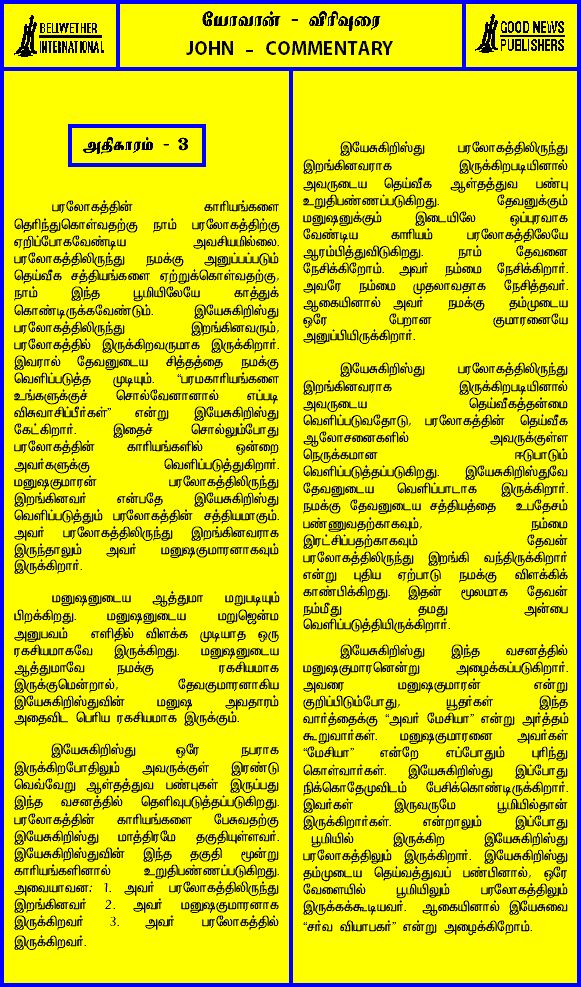 BELWETHER
INTERNATIONAL
யோவான் - விரிவுரை
JOHN - COMMENTARY
GOOD NEWS
PUBLISHERS
அதிகாரம் - 3
பரலோகத்தின் காரியங்களை
தெரிந்துகொள்வதற்கு நாம் பரலோகத்திற்கு
ஏறிப்போகவேண்டிய அவசியமில்லை.
பரலோகத்திலிருந்து நமக்கு அனுப்பப்படும்
தெய்வீக சத்தியங்களை ஏற்றுக்கொள்வதற்கு,
நாம் இந்த பூமியிலேயே காத்துக்
கொண்டிருக்கவேண்டும். இயேசுகிறிஸ்து
பரலோகத்திலிருந்து இறங்கினவரும்,
பரலோகத்தில் இருக்கிறவருமாக இருக்கிறார்.
இவரால் தேவனுடைய சித்தத்தை நமக்கு
வெளிப்படுத்த முடியும். “பரமகாரியங்களை
உங்களுக்குச் சொல்வேனானால் எப்படி
விசுவாசிப்பீர்கள்” என்று இயேசுகிறிஸ்து
கேட்கிறார். இதைச் சொல்லும்போது
பரலோகத்தின் காரியங்களில் ஒன்றை
அவர்களுக்கு வெளிப்படுத்துகிறார்.
மனுஷகுமாரன் பரலோகத்திலிருந்து
இறங்கினவர் என்பதே இயேசுகிறிஸ்து
வெளிப்படுத்தும் பரலோகத்தின் சத்தியமாகும்.
அவர் பரலோகத்திலிருந்து இறங்கினவராக
இருந்தாலும் அவர் மனுஷகுமாரனாகவும்
இருக்கிறார்.
மனுஷனுடைய ஆத்துமா மறுபடியும்
பிறக்கிறது. மனுஷனுடைய மறுஜென்ம
அனுபவம் எளிதில் விளக்க முடியாத ஒரு
ரகசியமாகவே இருக்கிறது. மனுஷனுடைய
ஆத்துமாவே நமக்கு ரகசியமாக
இருக்குமென்றால், தேவகுமாரனாகிய
இயேசுகிறிஸ்துவின் மனுஷ அவதாரம்
அதைவிட பெரிய ரகசியமாக இருக்கும்.
இயேசுகிறிஸ்து ஒரே நபராக
இருக்கிறபோதிலும் அவருக்குள் இரண்டு
வெவ்வேறு ஆள்தத்துவ பண்புகள் இருப்பது
இந்த வசனத்தில் தெளிவுபடுத்தப்படுகிறது.
பரலோகத்தின் காரியங்களை பேசுவதற்கு
இயேசுகிறிஸ்து மாத்திரமே தகுதியுள்ளவர்.
இயேசுகிறிஸ்துவின் இந்த தகுதி மூன்று
காரியங்களினால் உறுதிபண்ணப்படுகிறது.
அவையாவன: 1. அவர் பரலோகத்திலிருந்து
இறங்கினவர் 2. அவர் மனுஷகுமாரனாக
இருக்கிறவர் 3. அவர் பரலோகத்தில்
இருக்கிறவர்.
இயேசுகிறிஸ்து பரலோகத்திலிருந்து
இறங்கினவராக இருக்கிறபடியினால்
அவருடைய தெய்வீக ஆள்தத்துவ பண்பு
உறுதிபண்ணப்படுகிறது. தேவனுக்கும்
மனுஷனுக்கும் இடையிலே ஒப்புரவாக
வேண்டிய காரியம் பரலோகத்திலேயே
ஆரம்பித்துவிடுகிறது. நாம் தேவனை
நேசிக்கிறோம். அவர் நம்மை நேசிக்கிறார்.
அவரே நம்மை முதலாவதாக நேசித்தவர்.
ஆகையினால் அவர் நமக்கு தம்முடைய
ஒரே பேறான குமாரனையே
அனுப்பியிருக்கிறார்.
இயேசுகிறிஸ்து பரலோகத்திலிருந்து
இறங்கினவராக இருக்கிறபடியினால்
அவருடைய தெய்வீகத்தன்மை
வெளிப்படுவதோடு, பரலோகத்தின் தெய்வீக
ஆலோசனைகளில் அவருக்குள்ள
நெருக்கமான ஈடுபாடும்
வெளிப்படுத்தப்படுகிறது. இயேசுகிறிஸ்துவே
தேவனுடைய வெளிப்பாடாக இருக்கிறார்.
நமக்கு தேவனுடைய சத்தியத்தை உபதேசம்
பண்ணுவதற்காகவும், நம்மை
இரட்சிப்பதற்காகவும் தேவன்
பரலோகத்திலிருந்து இறங்கி வந்திருக்கிறார்
என்று புதிய ஏற்பாடு நமக்கு விளக்கிக்
காண்பிக்கிறது. இதன் மூலமாக தேவன்
நம்மீது தமது அன்பை
வெளிப்படுத்தியிருக்கிறார்.
இயேசுகிறிஸ்து இந்த வசனத்தில்
மனுஷகுமாரனென்று அழைக்கப்படுகிறார்.
அவரை மனுஷகுமாரன் என்று
குறிப்பிடும்போது, யூதர்கள் இந்த
வார்த்தைக்கு “அவர் மேசியா” என்று அர்த்தம்
கூறுவார்கள். மனுஷகுமாரனை அவர்கள்
“மேசியா” என்றே எப்போதும் புரிந்து
கொள்வார்கள். இயேசுகிறிஸ்து இப்போது
நிக்கொதேமுவிடம் பேசிக்கொண்டிருக்கிறார்.
இவர்கள் இருவருமே பூமியில்தான்
இருக்கிறார்கள். என்றாலும் இப்போது
பூமியில் இருக்கிற இயேசுகிறிஸ்து
பரலோகத்திலும் இருக்கிறார். இயேசுகிறிஸ்து
தம்முடைய தெய்வத்துவப் பண்பினால், ஒரே
வேளையில் பூமியிலும் பரலோகத்திலும்
இருக்கக்கூடியவர். ஆகையினால் இயேசுவை
“சர்வ வியாபகர்” என்று அழைக்கிறோம்.